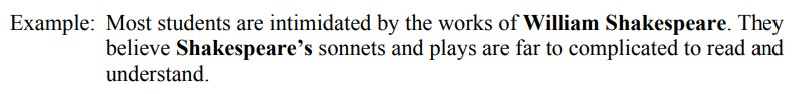 Example: Most students are intimidated by the works of William Shakespeare. They
believe Shakespeare’s sonnets and plays are far to complicated to read and
understand.